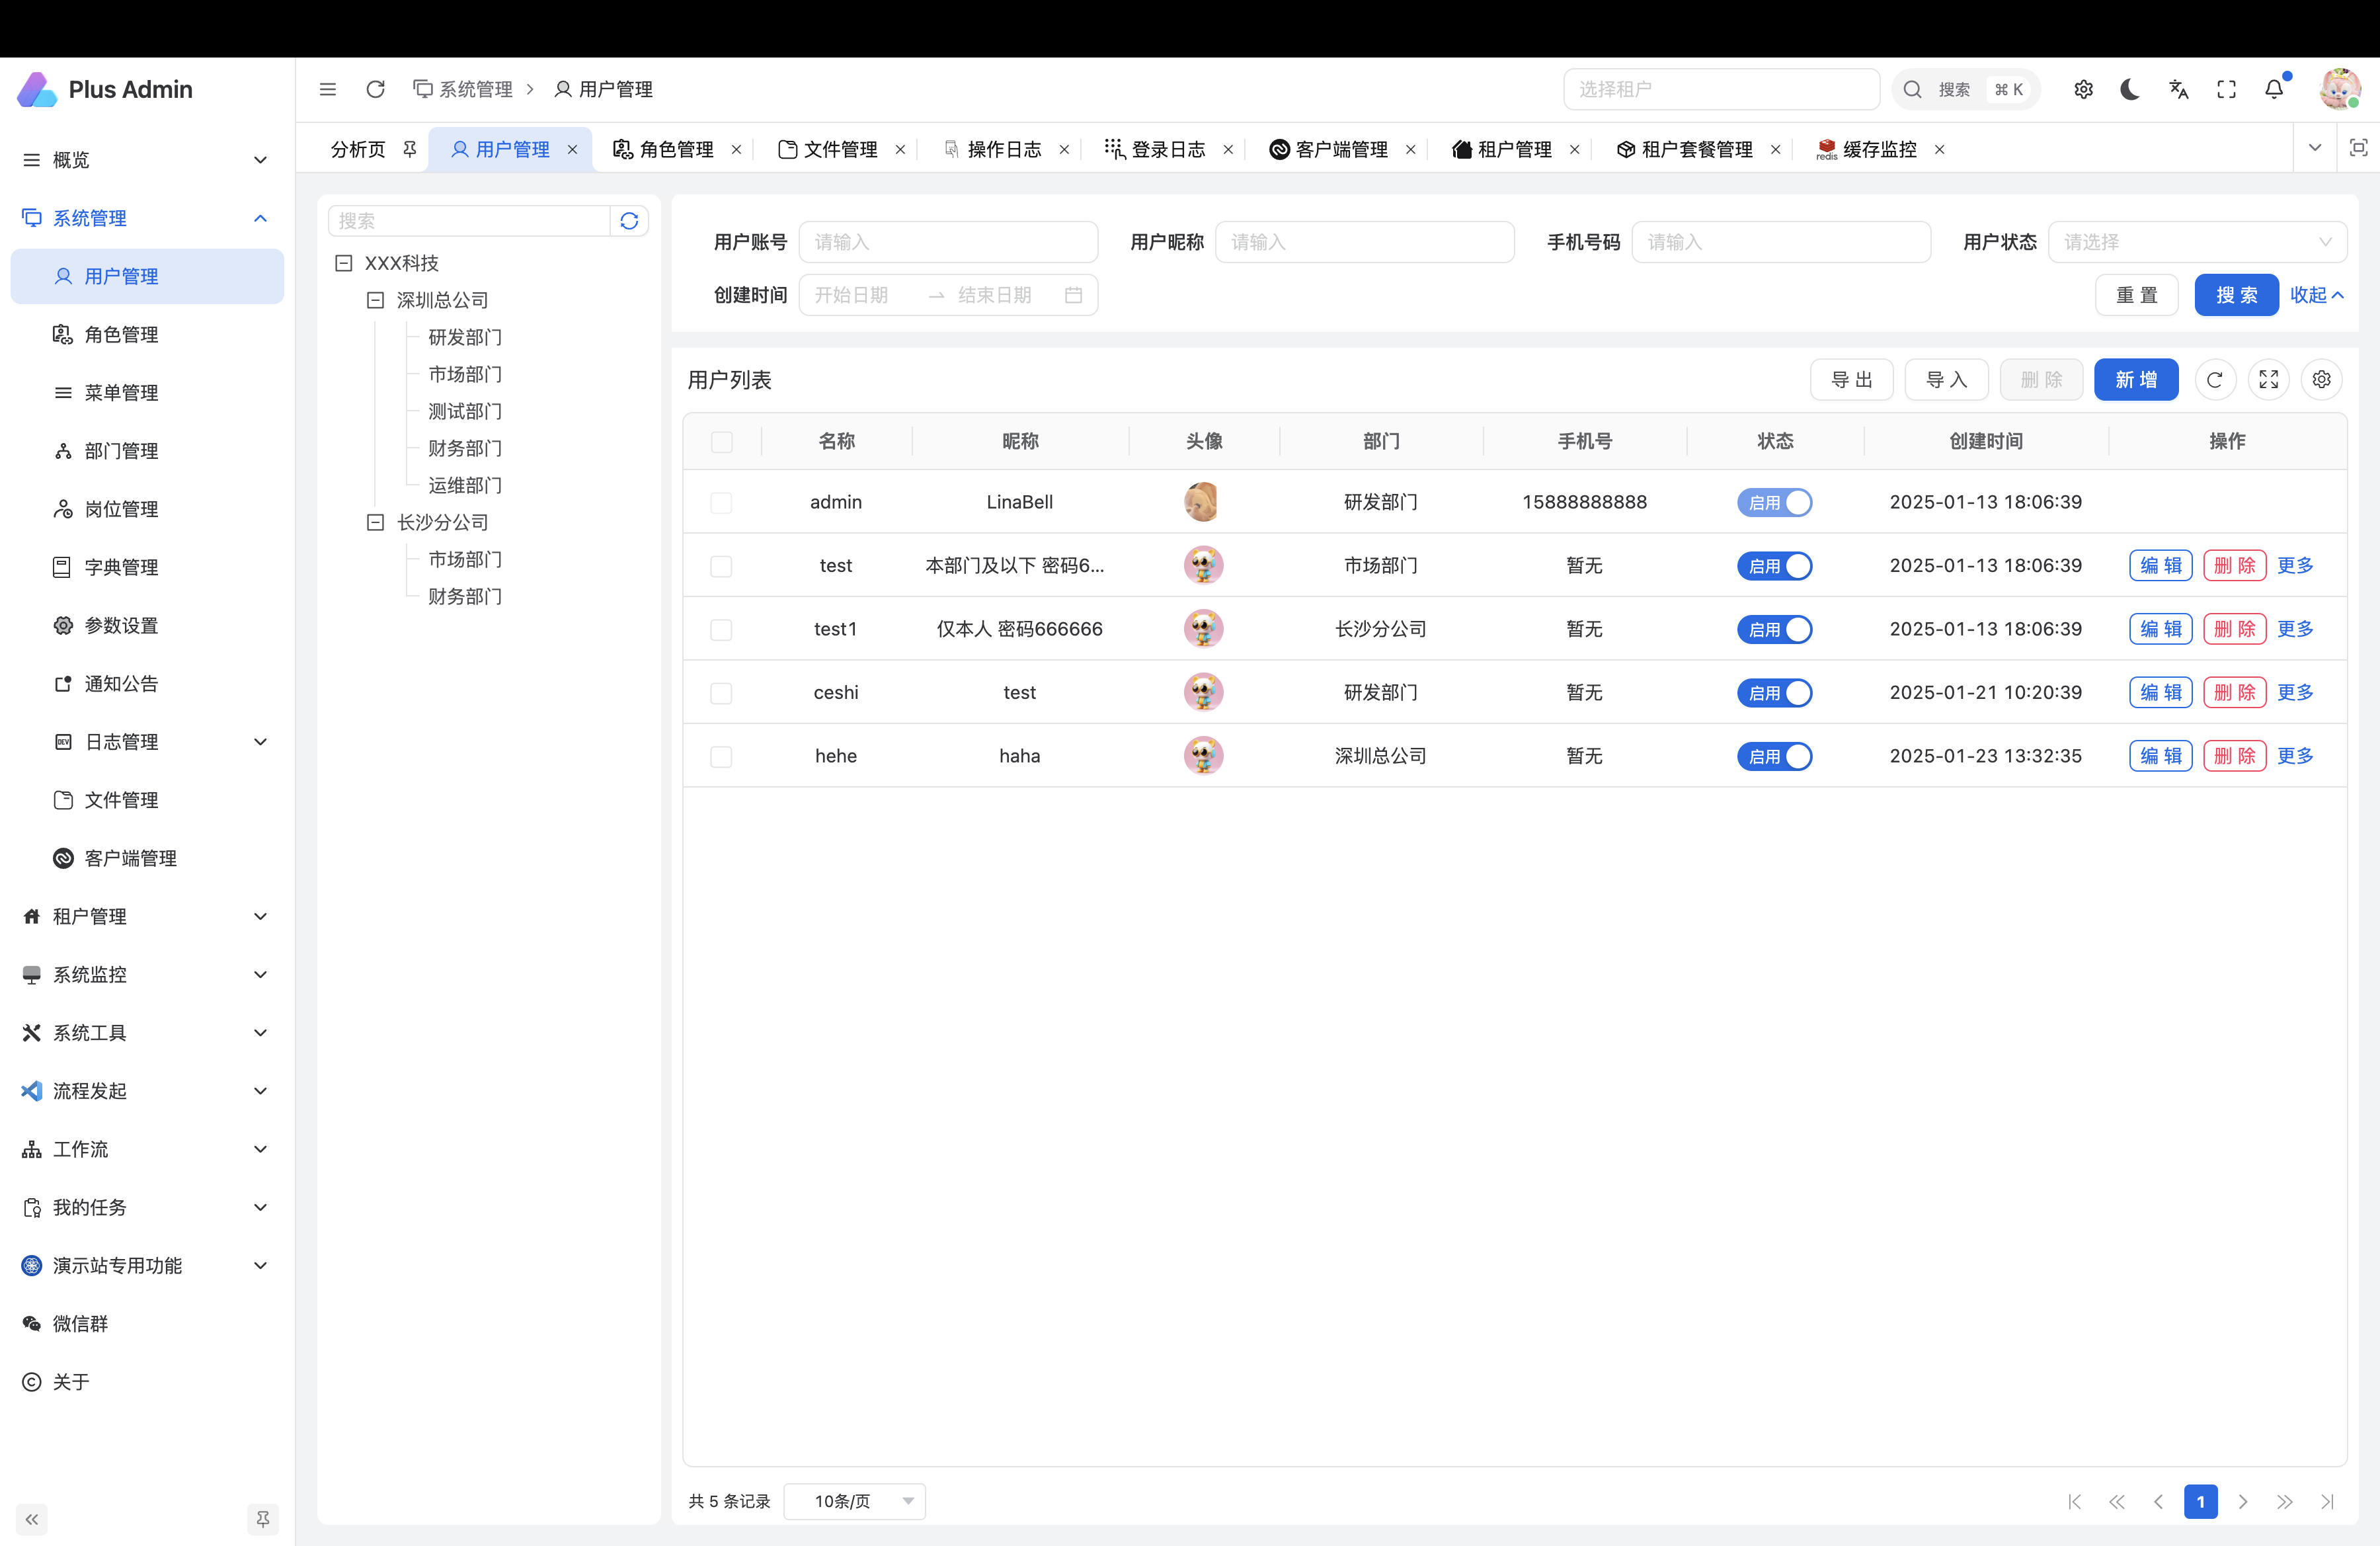 Plus Admin
系统管理 用户管理
选择租户
搜索 ⌘ K
概览
系统管理
用户管理
角色管理
菜单管理
部门管理
岗位管理
字典管理
参数设置
通知公告
日志管理
文件管理
客户端管理
租户管理
系统监控
系统工具
流程发起
工作流
我的任务
演示站专用功能
微信群
关于
分析页 用户管理 角色管理 文件管理 操作日志 登录日志 客户端管理 租户管理 租户套餐管理 redis 缓存监控
搜索
XXX科技
深圳总公司
研发部门
市场部门
测试部门
财务部门
运维部门
长沙分公司
市场部门
财务部门
用户账号 请输入 用户昵称 请输入 手机号码 请输入 用户状态 请选择
创建时间 开始日期 结束日期 重 置 搜 索 收起
用户列表 导 出 导 入 删 除 新 增
名称 昵称 头像 部门 手机号 状态 创建时间 操作
admin LinaBell 研发部门 15888888888 启用 2025-01-13 18:06:39
test 本部门及以下 密码6... 市场部门 暂无 启用 2025-01-13 18:06:39 编 辑 删 除 更多
test1 仅本人 密码666666 长沙分公司 暂无 启用 2025-01-13 18:06:39 编 辑 删 除 更多
ceshi test 研发部门 暂无 启用 2025-01-21 10:20:39 编 辑 删 除 更多
hehe haha 深圳总公司 暂无 启用 2025-01-23 13:32:35 编 辑 删 除 更多
共 5 条记录 10条/页 1